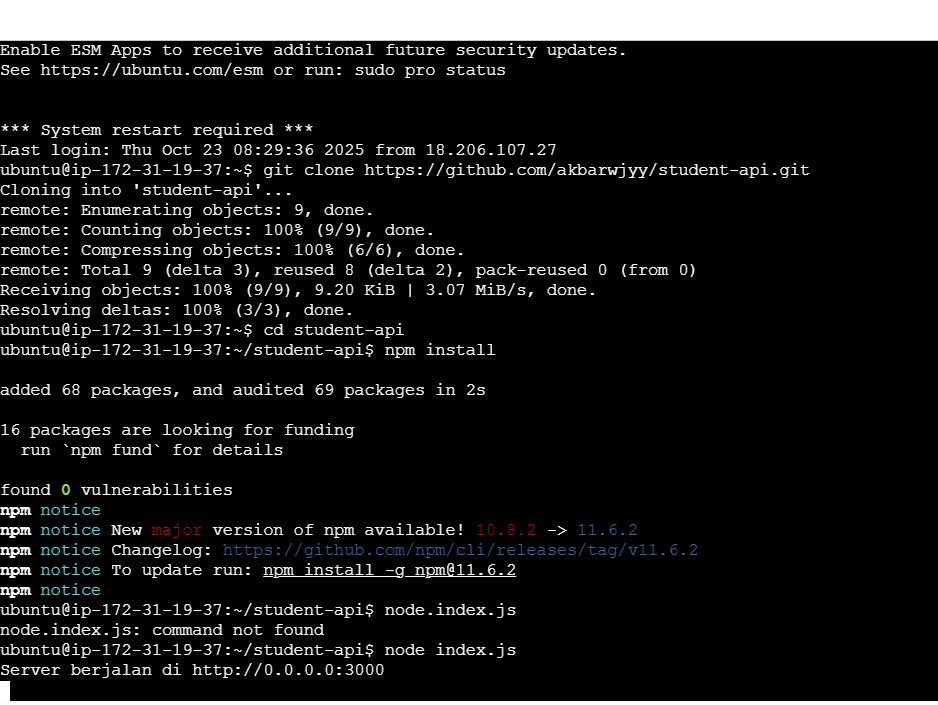 Enable ESM Apps to receive additional future security updates.
See https://ubuntu.com/esm or run: sudo pro status
*** System restart required ***
Last login: Thu Oct 23 08:29:36 2025 from 18.206.107.27
ubuntu@ip-172-31-19-37:~$ git clone https://github.com/akbarwjyy/student-api.git
Cloning into 'student-api'...
remote: Enumerating objects: 9, done.
remote: Counting objects: 100% (9/9), done.
remote: Compressing objects: 100% (6/6), done.
remote: Total 9 (delta 3), reused 8 (delta 2), pack-reused 0 (from 0)
Receiving objects: 100% (9/9), 9.20 KiB | 3.07 MiB/s, done.
Resolving deltas: 100% (3/3), done.
ubuntu@ip-172-31-19-37:~$ cd student-api
ubuntu@ip-172-31-19-37:~/student-api$ npm install
added 68 packages, and audited 69 packages in 2s
16 packages are looking for funding
  run `npm fund` for details
found 0 vulnerabilities
npm notice
npm notice New major version of npm available! 10.8.2 -> 11.6.2
npm notice Changelog: https://github.com/npm/cli/releases/tag/v11.6.2
npm notice To update run: npm install -g npm@11.6.2
npm notice
ubuntu@ip-172-31-19-37:~/student-api$ node.index.js
node.index.js: command not found
ubuntu@ip-172-31-19-37:~/student-api$ node index.js
Server berjalan di http://0.0.0.0:3000